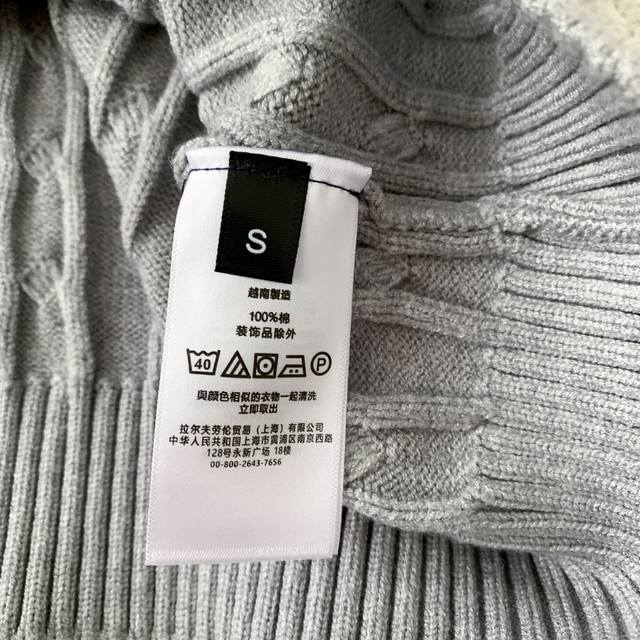 S
越南製造
100%棉
装饰品除外
40
P
與顏色相似的衣物一起清洗
立即取出
拉尔夫劳伦贸易（上海）有限公司
中华人民共和国上海市黄浦区南京西路
128号永新广场 18楼
00-800-2643-7656